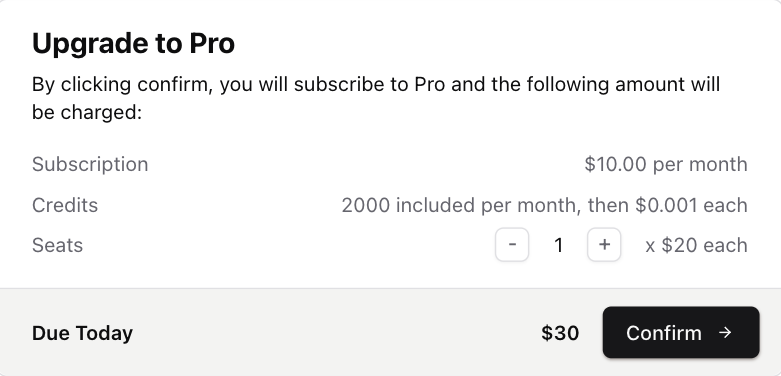 Upgrade to Pro
By clicking confirm, you will subscribe to Pro and the following amount will
be charged:
Subscription $10.00 per month
Credits 2000 included per month, then $0.001 each
Seats - 1 + x $20 each
Due Today $30 Confirm →